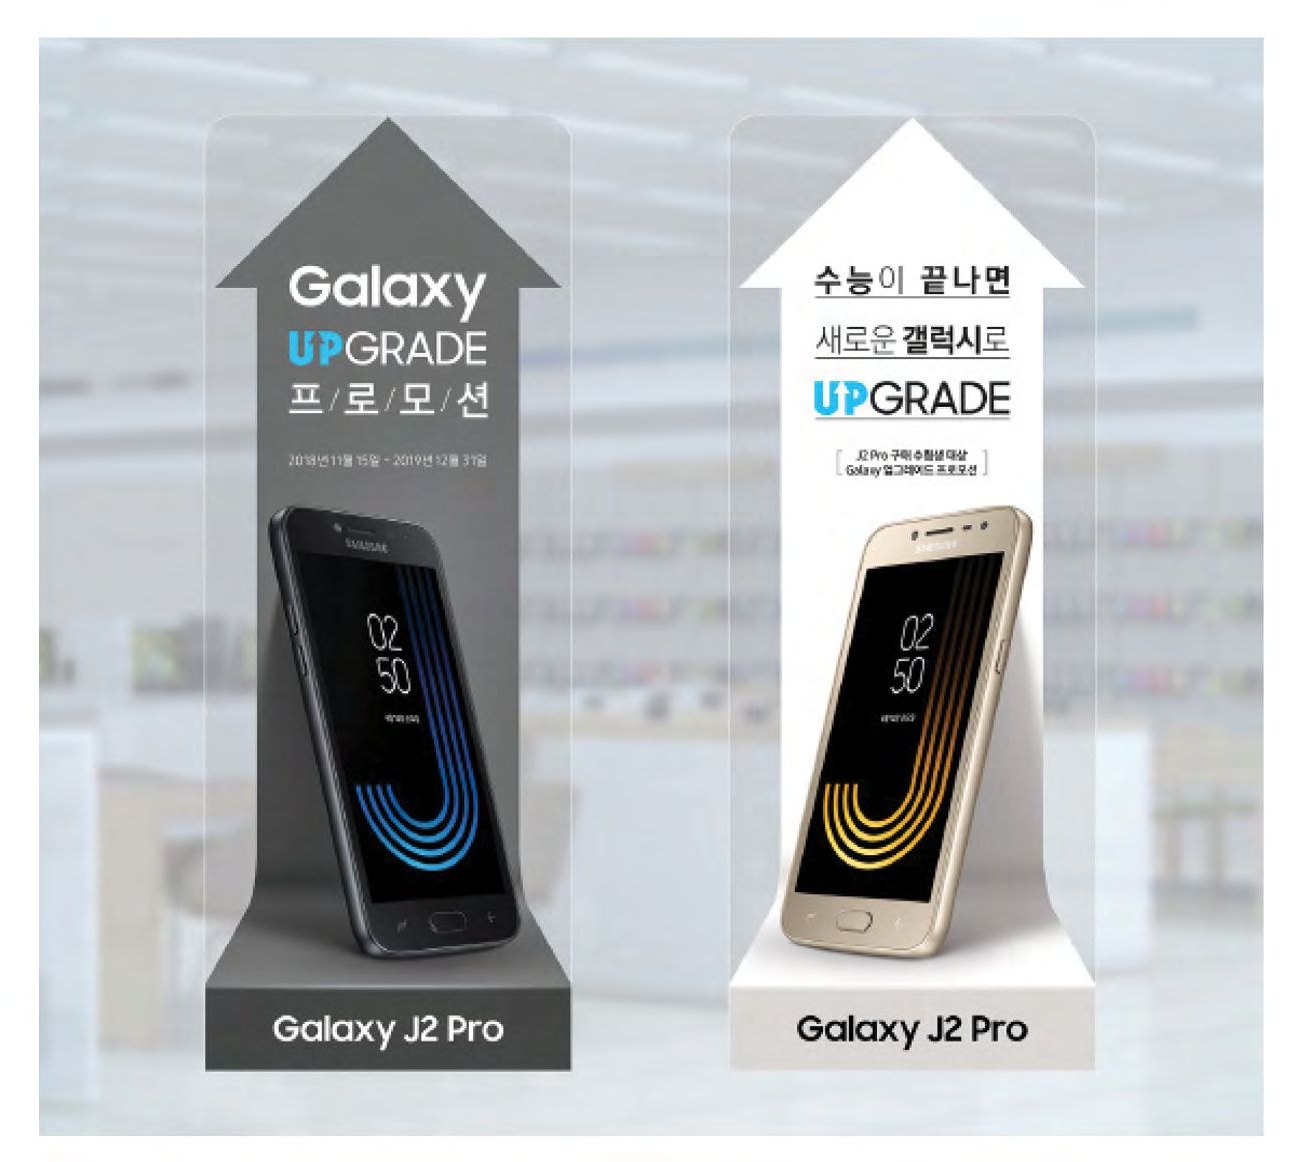 Galaxy
UPGRADE
프/로/모/션
2018년 11월 15일 ~ 2019년 12월 31일
SAMSUNG
02
50
Galaxy J2 Pro
수능이 끝나면
새로운 갤럭시로
UPGRADE
[ J2 Pro 구매 수험생 대상
Galaxy 업그레이드 프로모션 ]
SAMSUNG
02
50
Galaxy J2 Pro